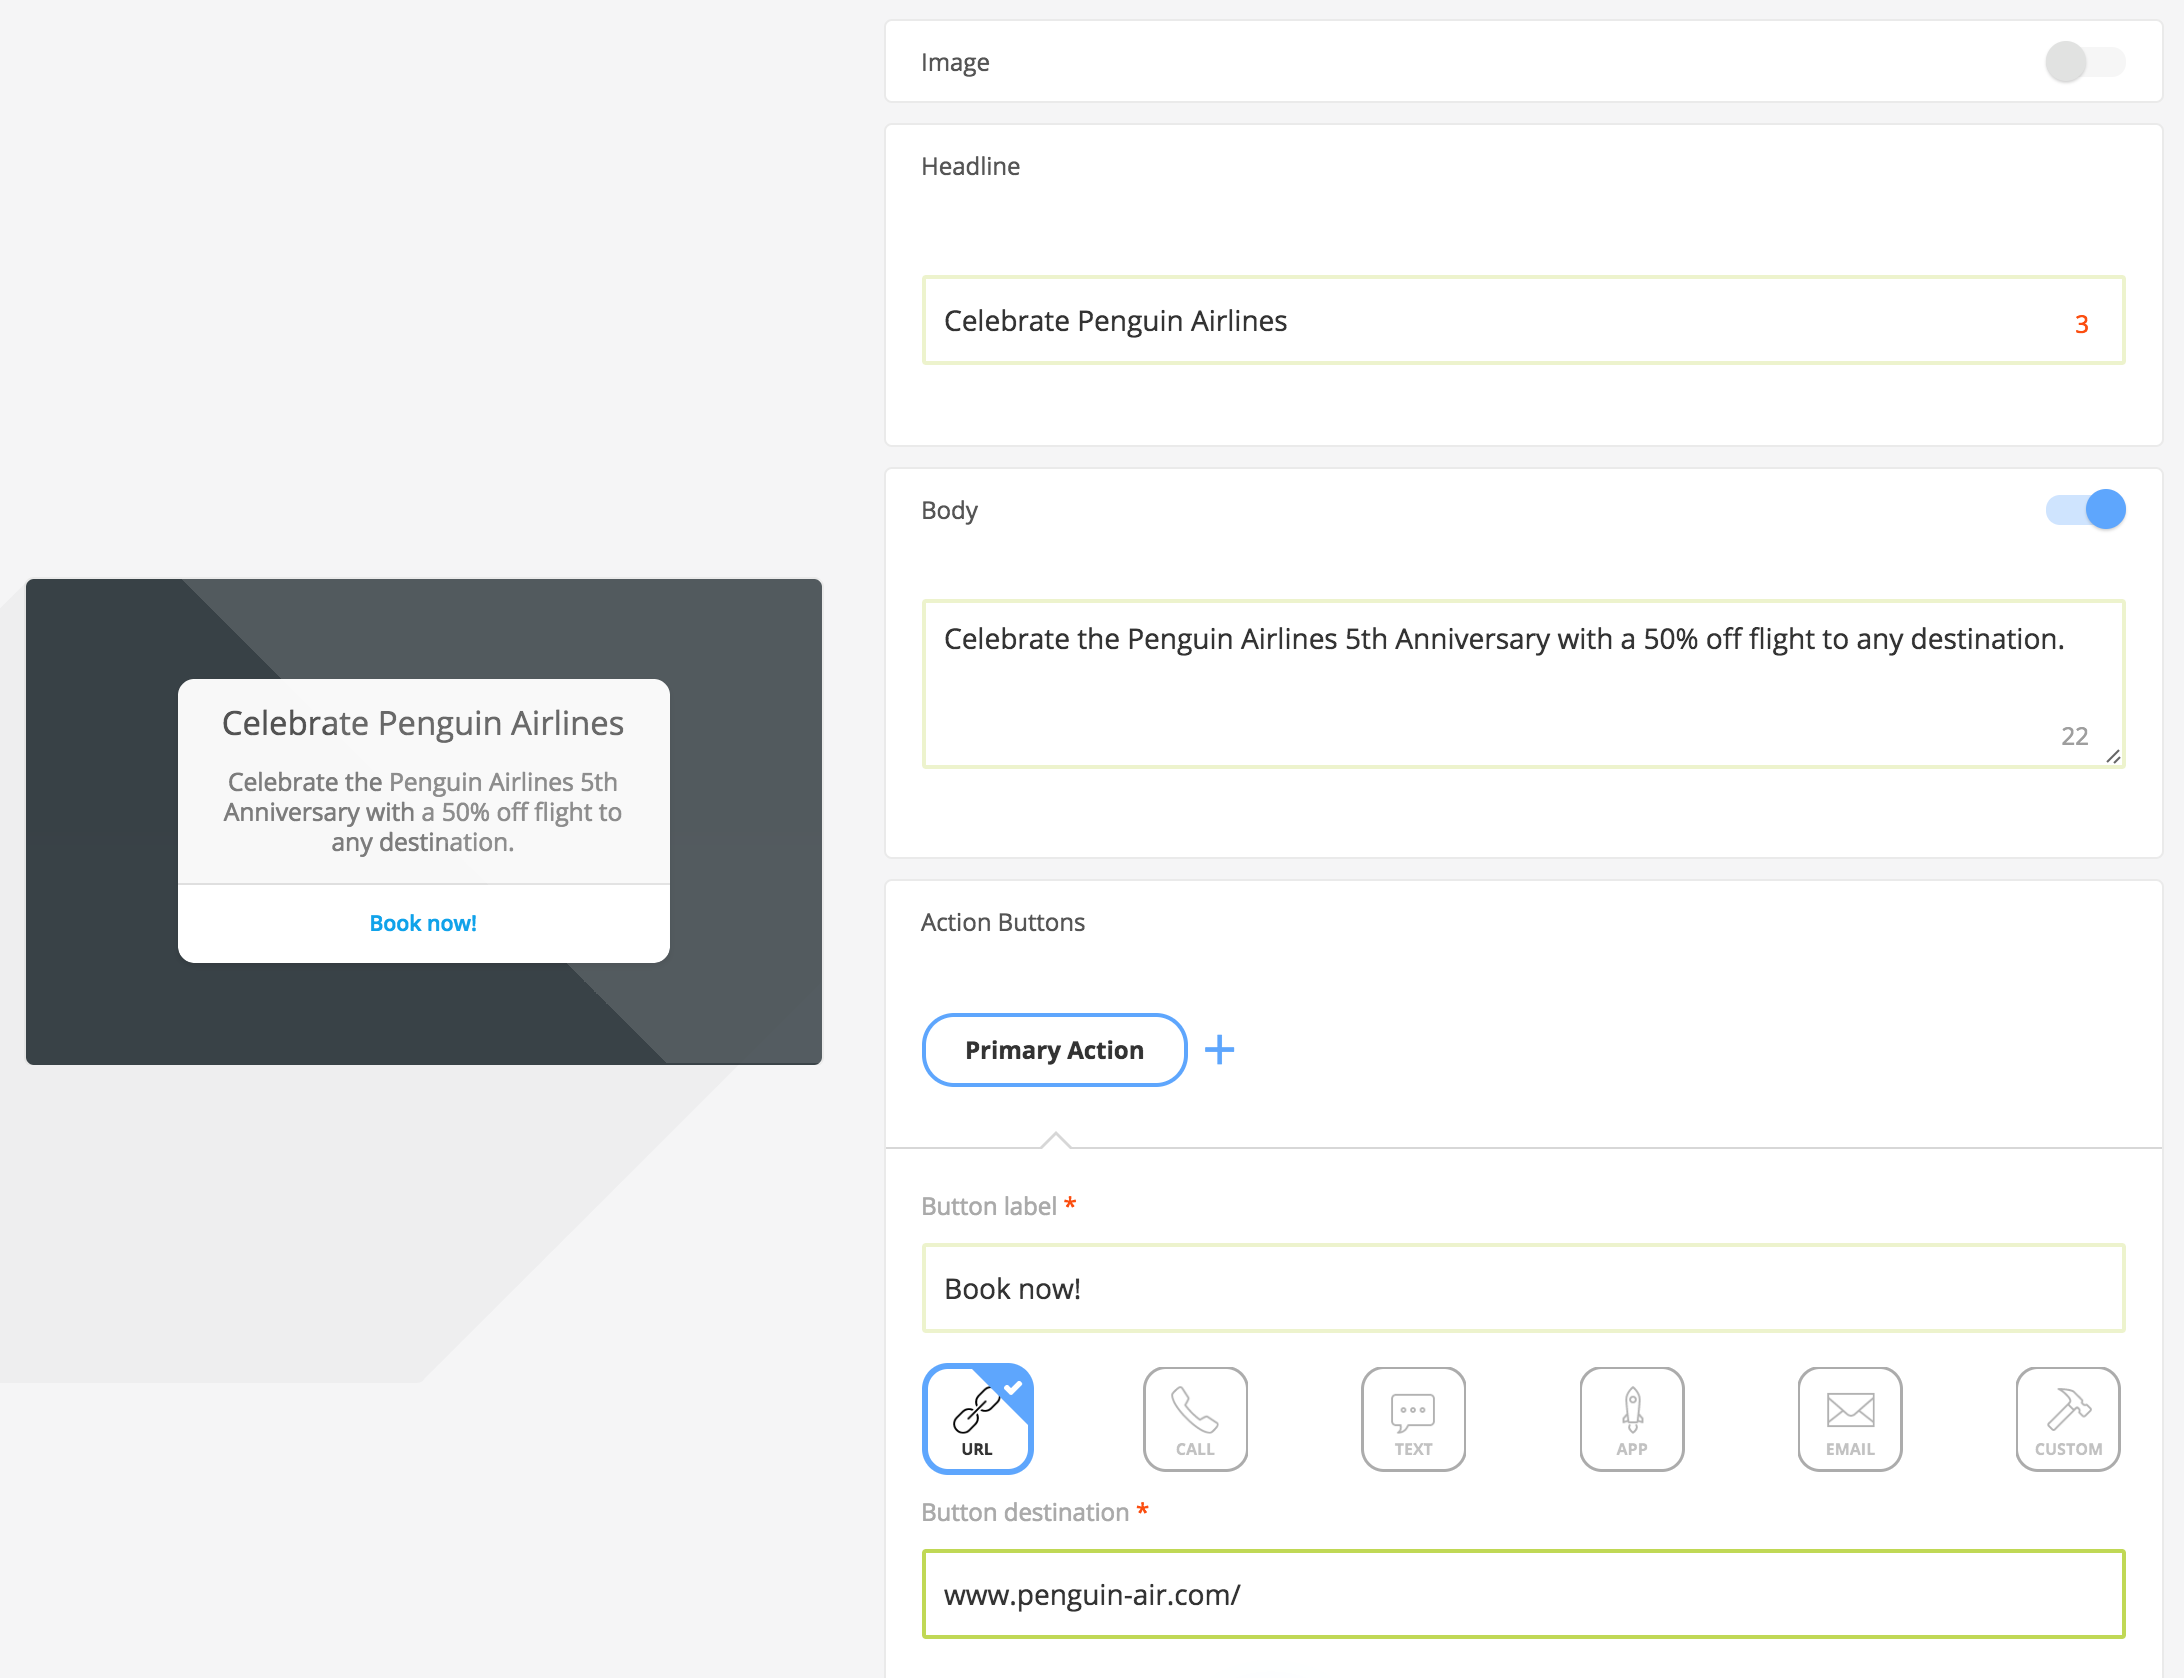 Image
Headline
Celebrate Penguin Airlines
3
Body
Celebrate the Penguin Airlines 5th Anniversary with a 50% off flight to any destination.
22
Celebrate Penguin Airlines
Celebrate the Penguin Airlines 5th
Anniversary with a 50% off flight to
any destination.
Book now!
Action Buttons
Primary Action +
Button label *
Book now!
URL CALL TEXT APP EMAIL CUSTOM
Button destination *
www.penguin-air.com/